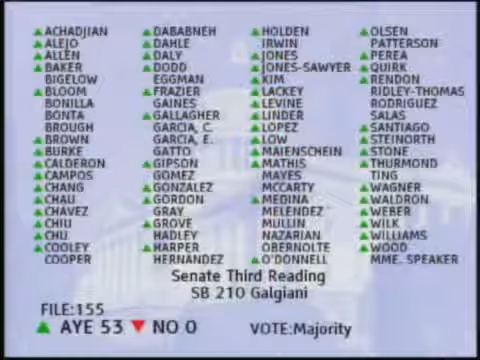 ACHADJIAN DABABNEH HOLDEN OLSEN
ALEJO DAHLE IRWIN PATTERSON
ALLEN DALY JONES PEREA
BAKER DODD JONES-SAWYER QUIRK
BIGELOW EGGMAN KIM RENDON
BLOOM FRAZIER LACKEY RIDLEY-THOMAS
BONILLA GAINES LEVINE RODRIGUEZ
BONTA GALLAGHER LINDER SALAS
BROUGH GARCIA, C. LOPEZ SANTIAGO
BROWN GARCIA, E. LOW STEINORTH
BURKE GATTO MAIENSCHEIN STONE
CALDERON GIPSON MATHIS THURMOND
CAMPOS GOMEZ MAYES TING
CHANG GONZALEZ MCCARTY WAGNER
CHAU GORDON MEDINA WALDRON
CHAVEZ GRAY MELENDEZ WEBER
CHIU GROVE MULLIN WILK
CHU HADLEY NAZARIAN WILLIAMS
COOLEY HARPER OBERNOLTE WOOD
COOPER HERNANDEZ O'DONNELL MME. SPEAKER
Senate Third Reading
SB 210 Galgiani
FILE:155
AYE 53 NO 0 VOTE:Majority